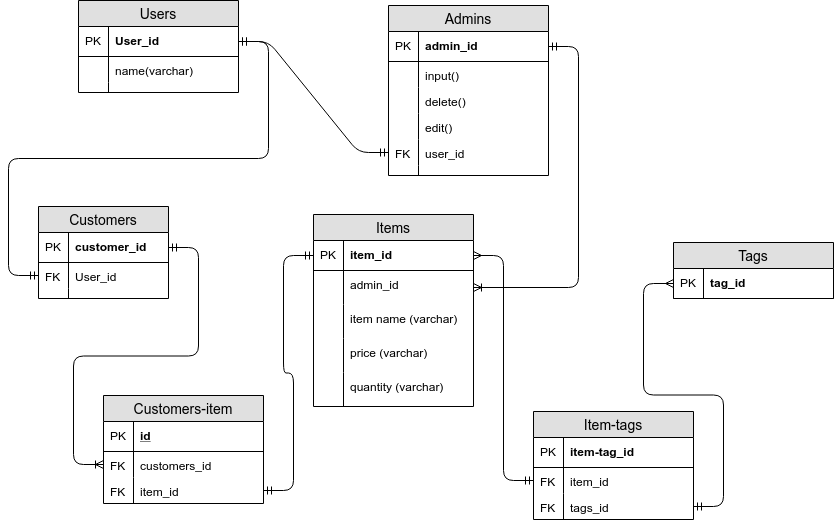 Users
PK User_id
name(varchar)
Admins
PK admin_id
input()
delete()
edit()
FK user_id
Customers
PK customer_id
FK User_id
Items
PK item_id
admin_id
item name (varchar)
price (varchar)
quantity (varchar)
Tags
PK tag_id
Customers-item
PK id
FK customers_id
FK item_id
Item-tags
PK item-tag_id
FK item_id
FK tags_id